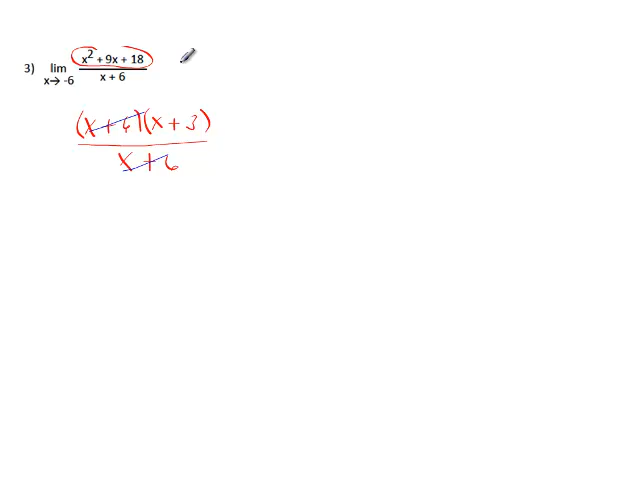 3) lim x→ -6 (x² + 9x + 18)/(x + 6)
(x + 6)(x + 3)
x + 6